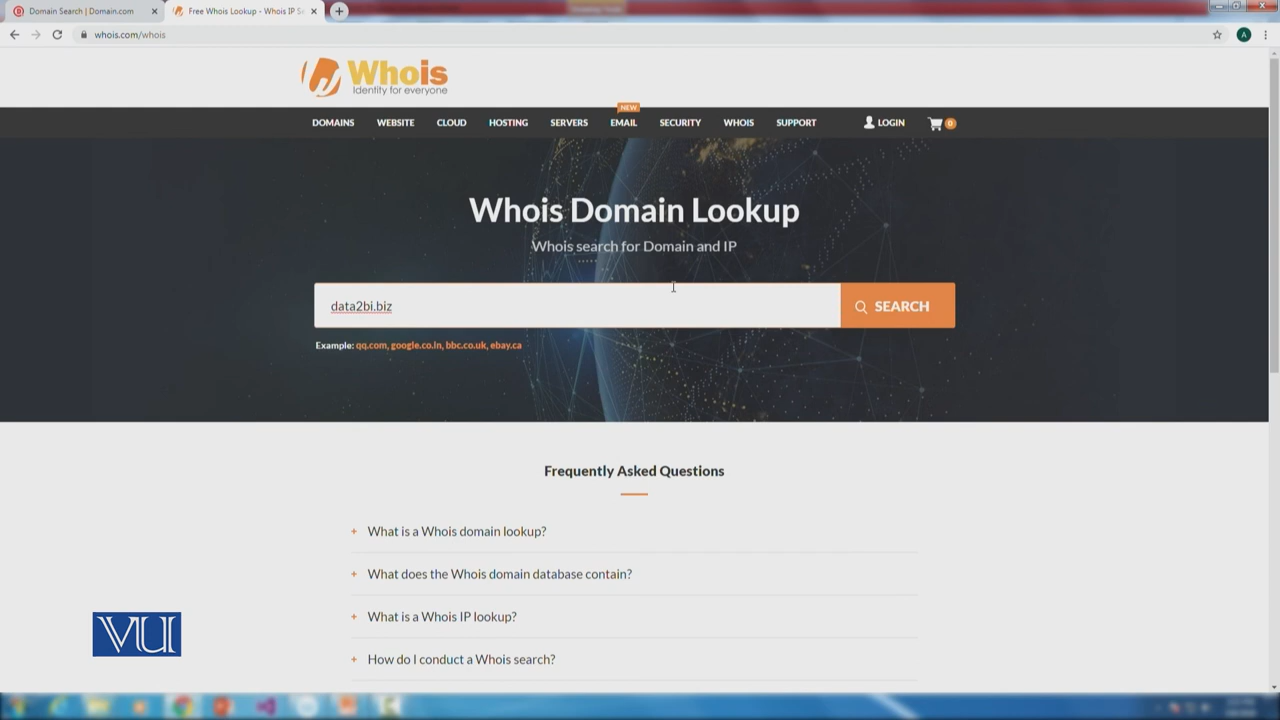 Domain Search | Domain.com
Free Whois Lookup - Whois IP Se
whois.com/whois
A
Whois
Identity for everyone
NEW
DOMAINS WEBSITE CLOUD HOSTING SERVERS EMAIL SECURITY WHOIS SUPPORT LOGIN 0
Whois Domain Lookup
Whois search for Domain and IP
data2bi.biz
SEARCH
Example: qq.com, google.co.in, bbc.co.uk, ebay.ca
Frequently Asked Questions
+ What is a Whois domain lookup?
+ What does the Whois domain database contain?
+ What is a Whois IP lookup?
+ How do I conduct a Whois search?
VU